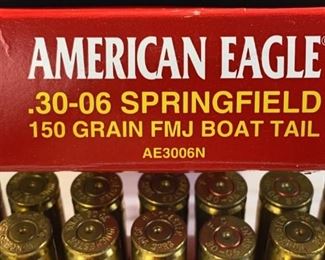 AMERICAN EAGLE®
.30-06 SPRINGFIELD
150 GRAIN FMJ BOAT TAIL
AE3006N